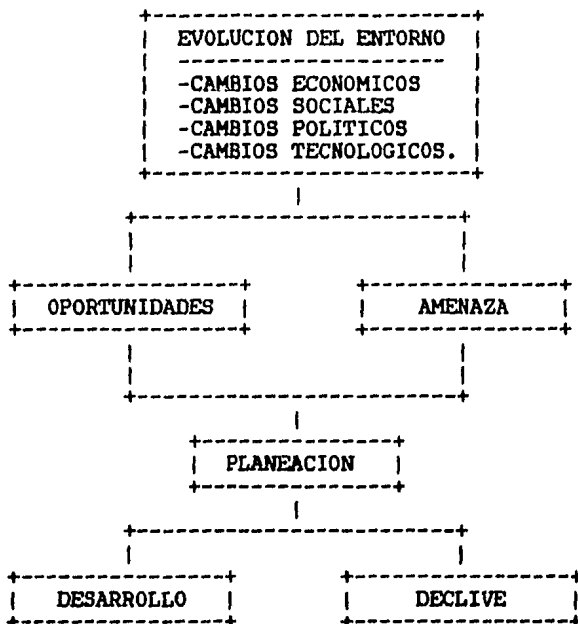 EVOLUCION DEL ENTORNO
-CAMBIOS ECONOMICOS
-CAMBIOS SOCIALES
-CAMBIOS POLITICOS
-CAMBIOS TECNOLOGICOS.
OPORTUNIDADES AMENAZA
PLANEACION
DESARROLLO DECLIVE